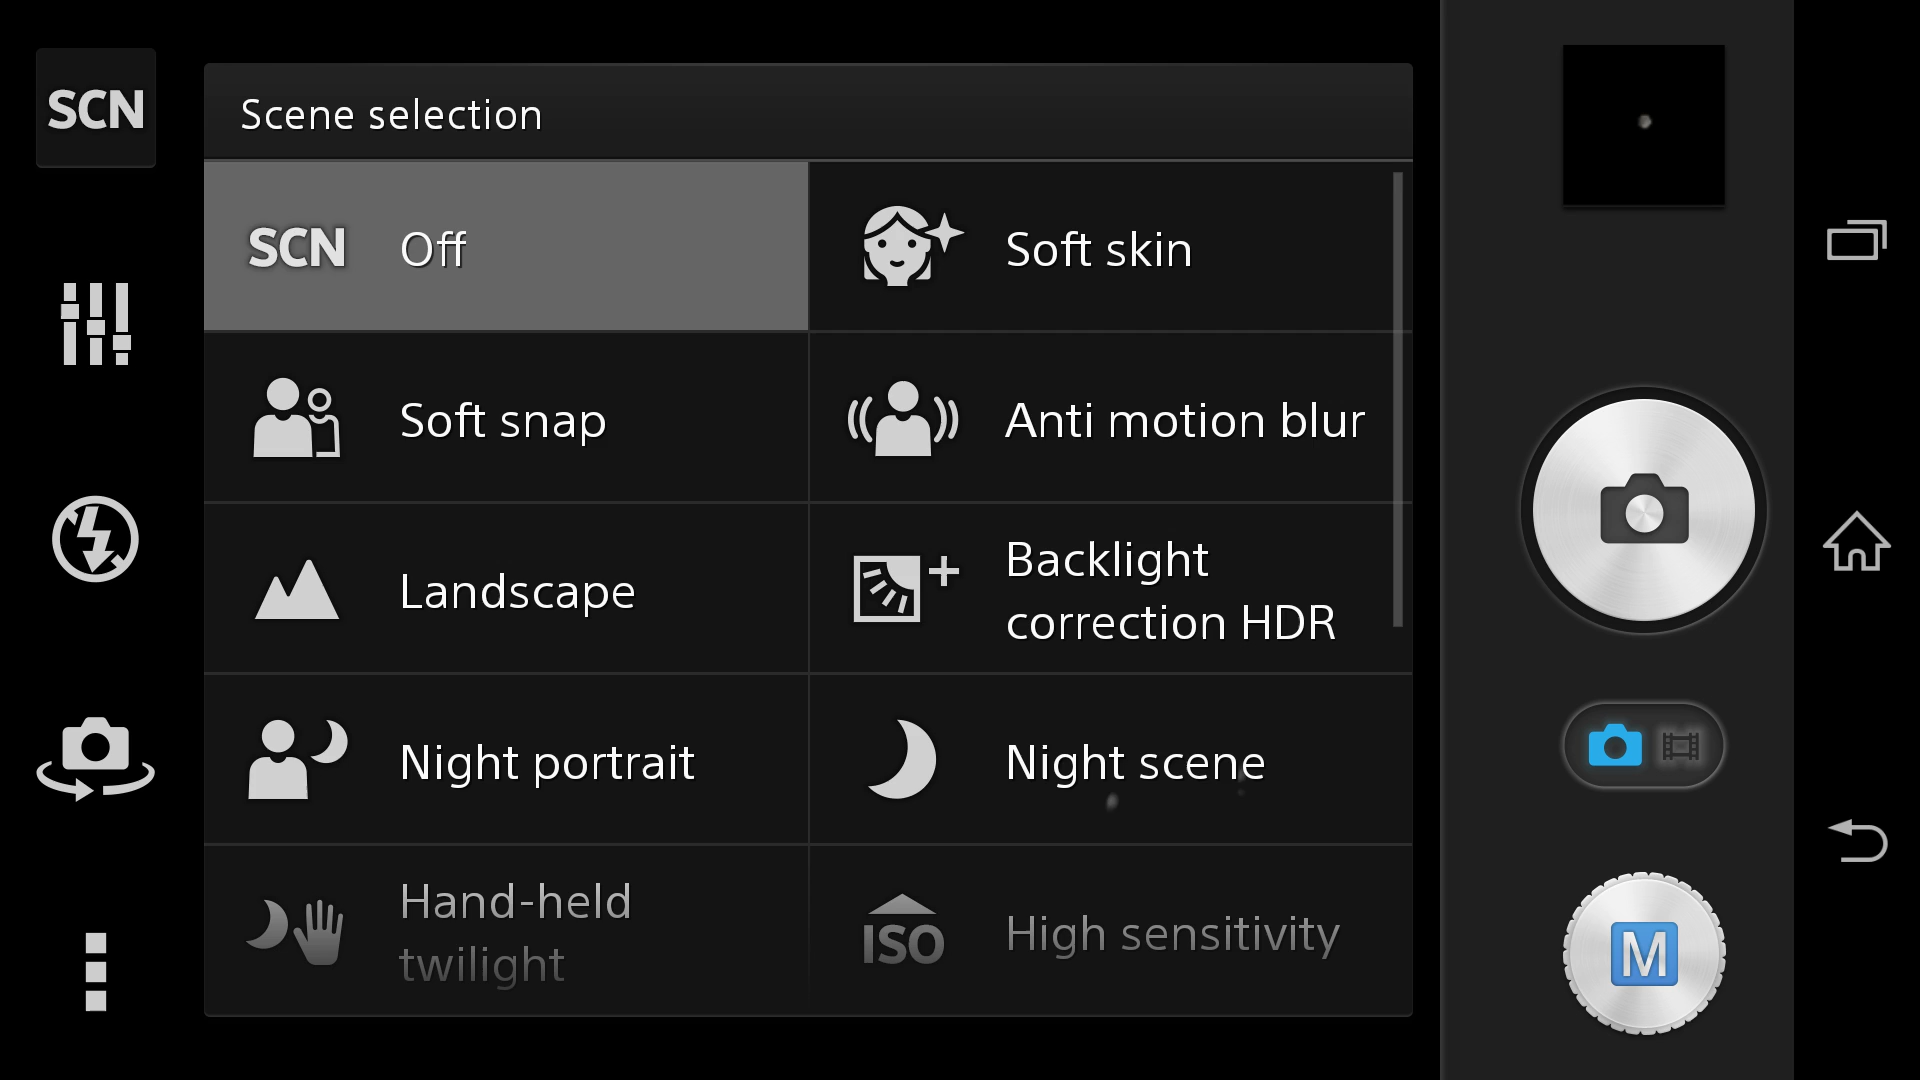 SCN
Scene selection
SCN Off
Soft skin
Soft snap
Anti motion blur
Landscape
Backlight
correction HDR
Night portrait
Night scene
Hand-held
twilight
ISO High sensitivity
M